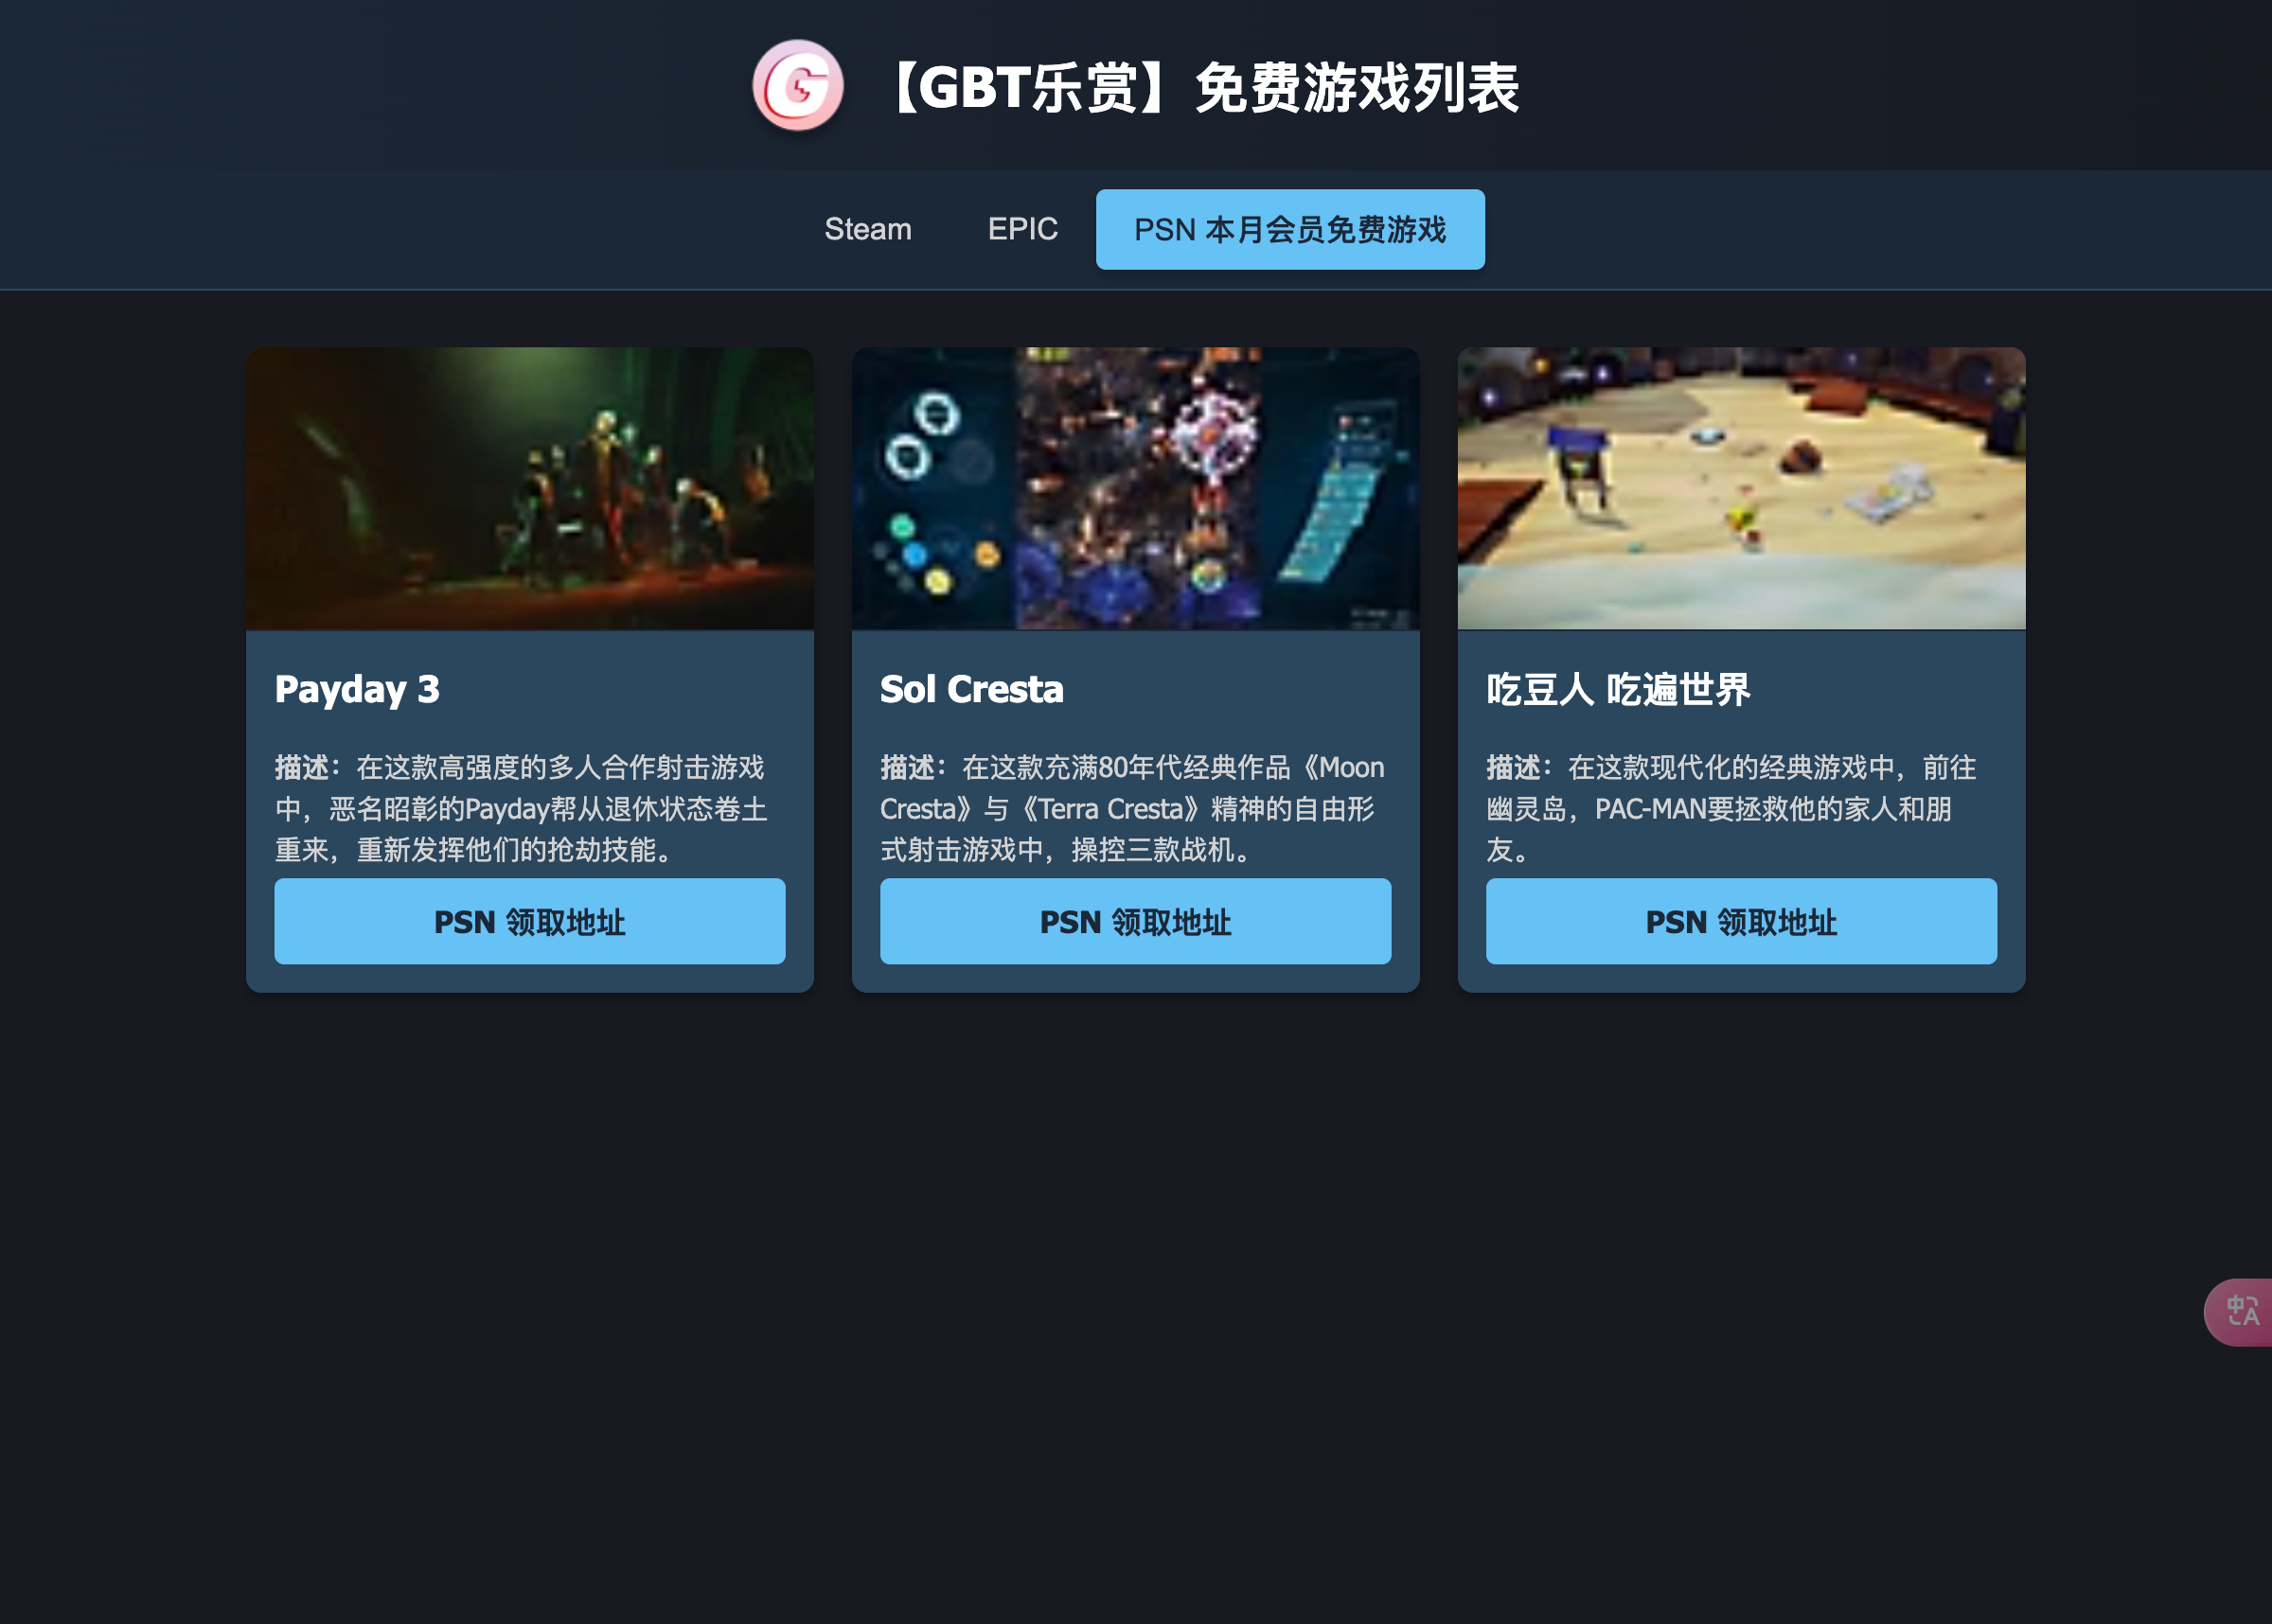 【GBT乐赏】免费游戏列表
Steam
EPIC
PSN 本月会员免费游戏
Payday 3
描述：在这款高强度的多人合作射击游戏
中，恶名昭彰的Payday帮从退休状态卷土
重来，重新发挥他们的抢劫技能。
PSN 领取地址
Sol Cresta
描述：在这款充满80年代经典作品《Moon
Cresta》与《Terra Cresta》精神的自由形
式射击游戏中，操控三款战机。
PSN 领取地址
吃豆人 吃遍世界
描述：在这款现代化的经典游戏中，前往
幽灵岛，PAC-MAN要拯救他的家人和朋
友。
PSN 领取地址